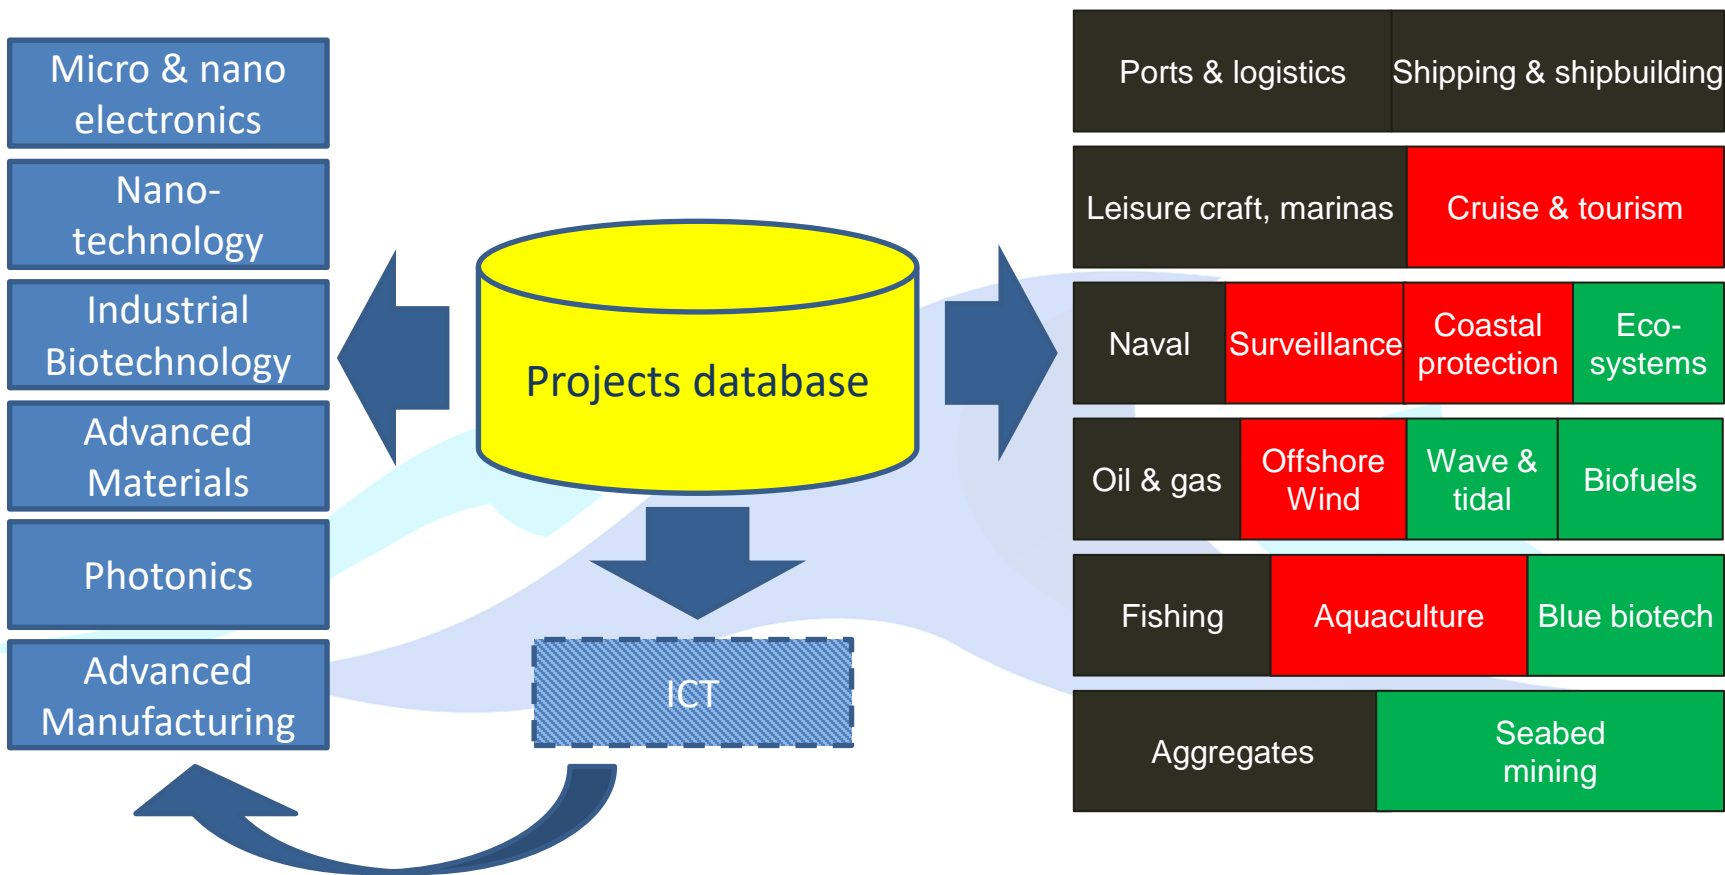 Micro & nano
electronics
Nano-
technology
Industrial
Biotechnology
Advanced
Materials
Photonics
Advanced
Manufacturing
Projects database
ICT
Ports & logistics
Shipping & shipbuilding
Leisure craft, marinas
Cruise & tourism
Naval
Surveillance
Coastal
protection
Eco-
systems
Oil & gas
Offshore
Wind
Wave &
tidal
Biofuels
Fishing
Aquaculture
Blue biotech
Aggregates
Seabed
mining